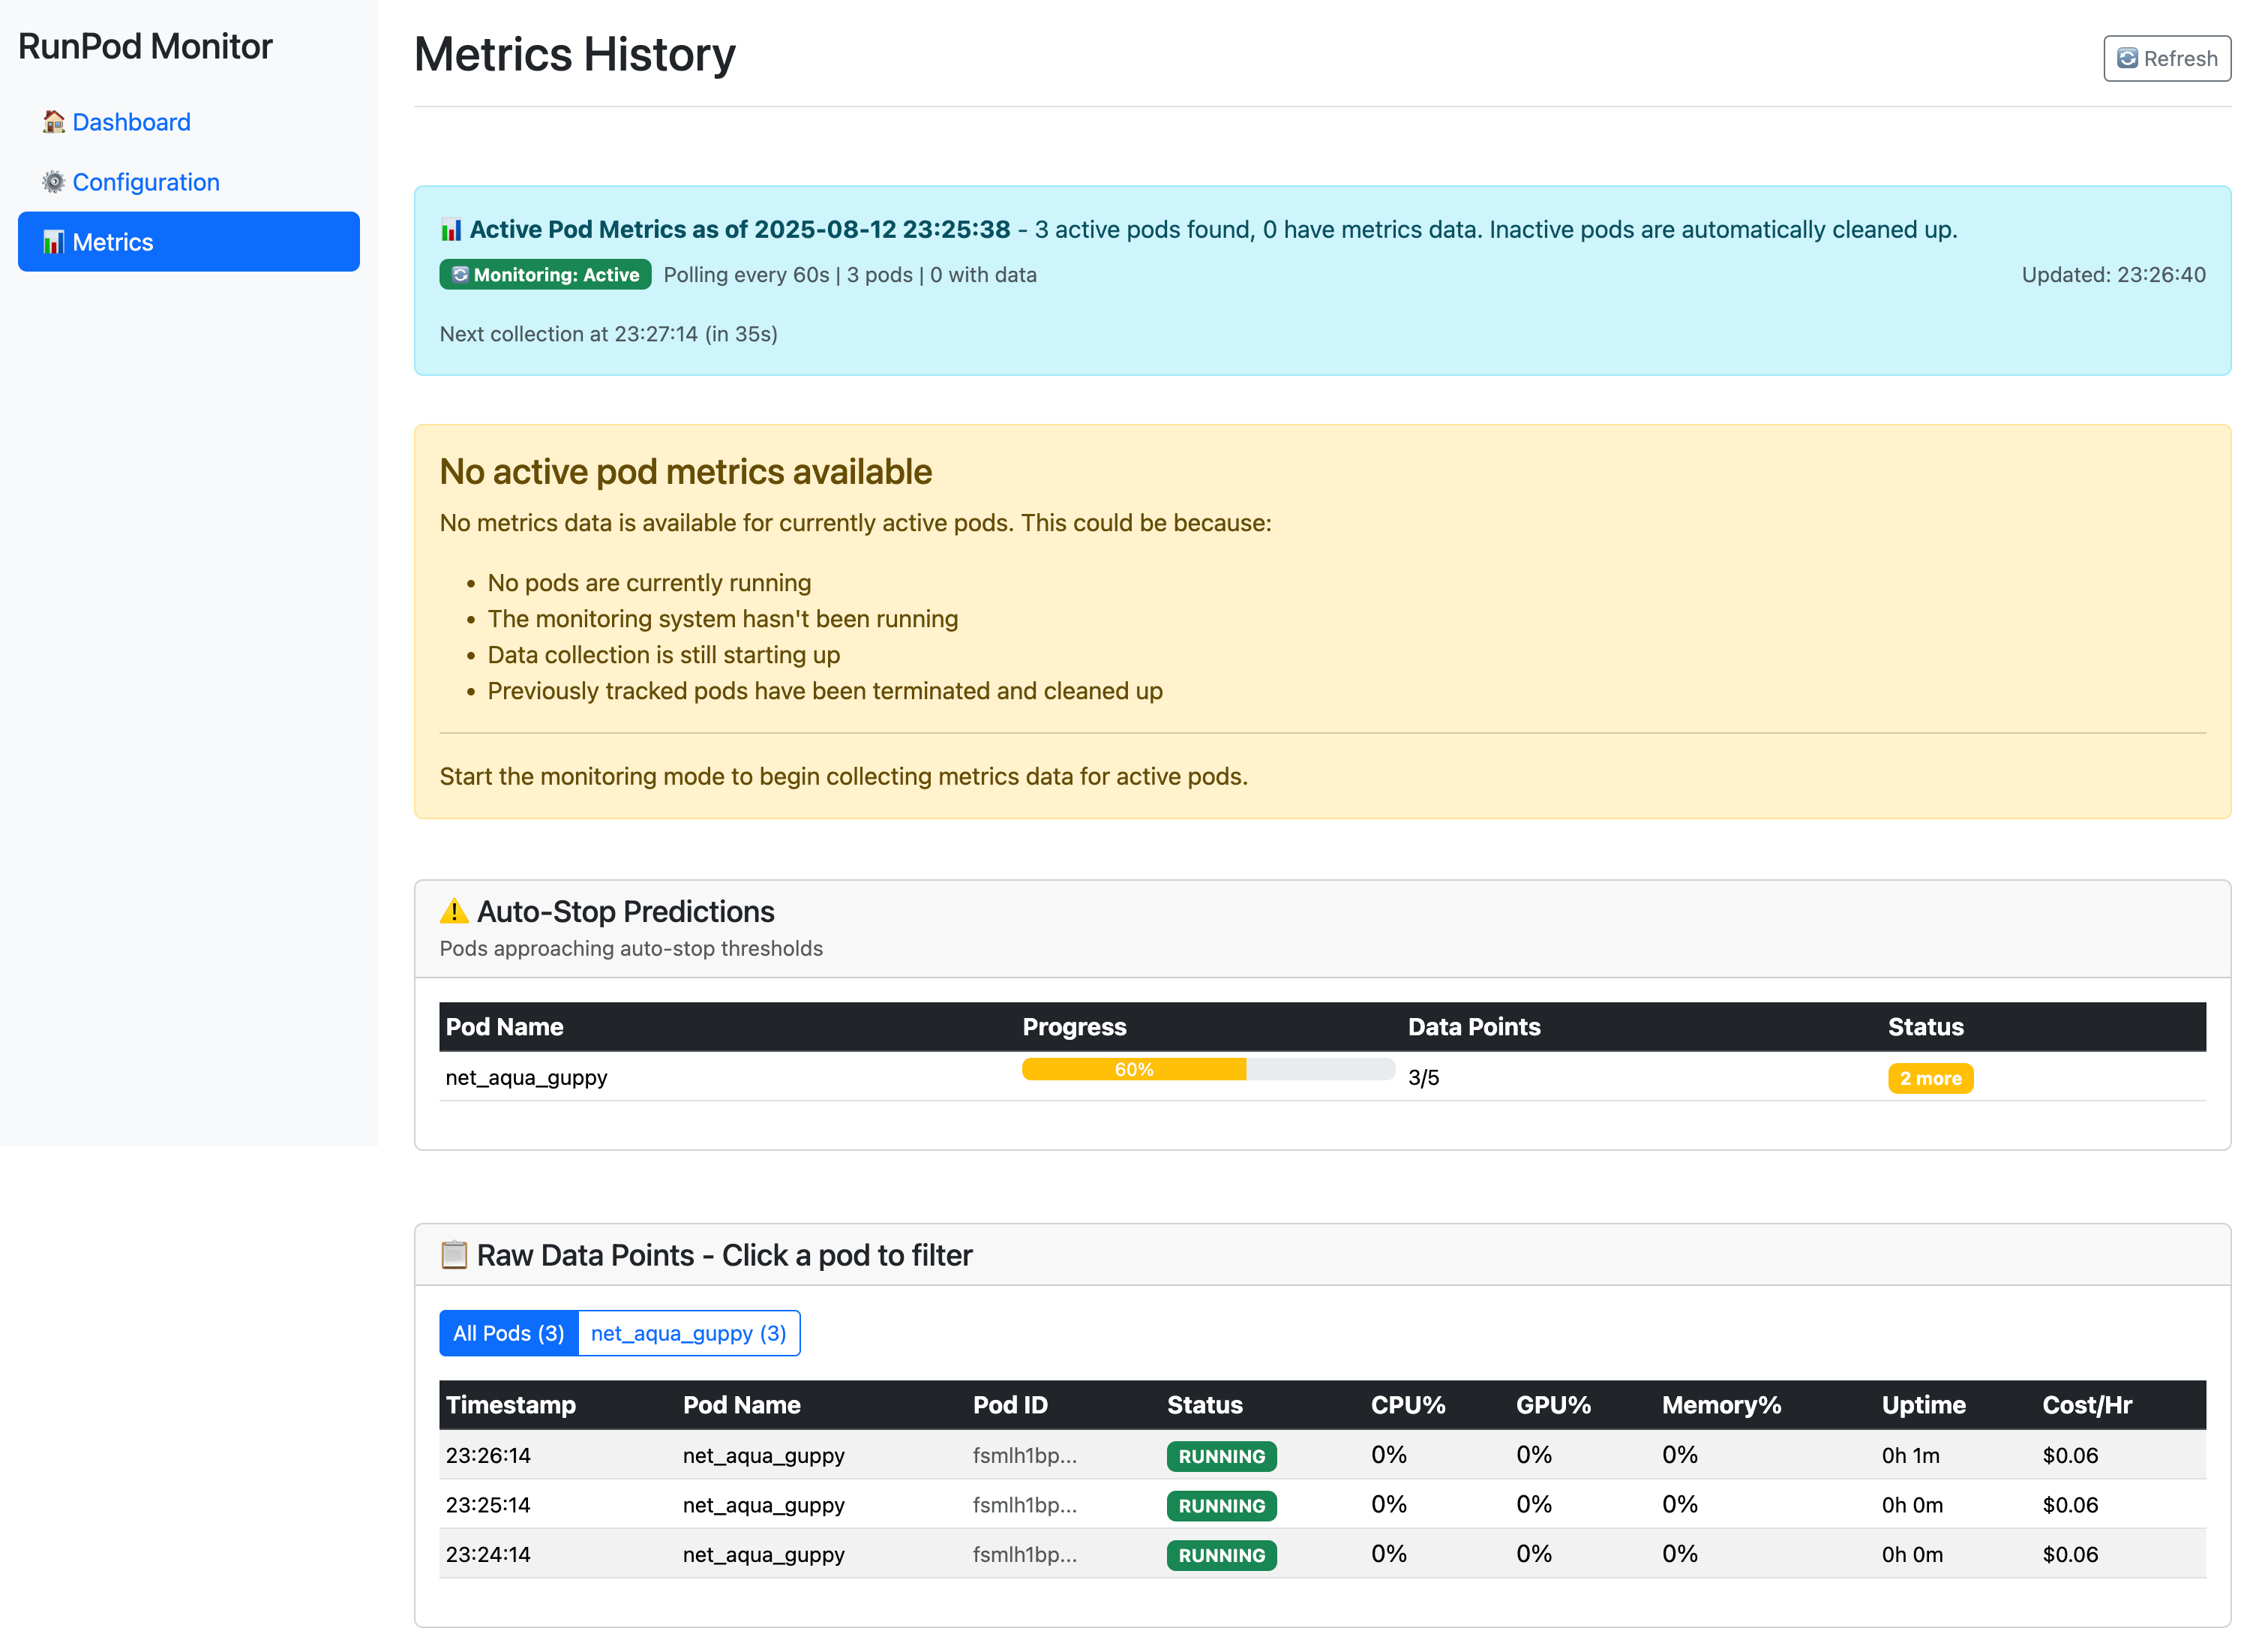 RunPod Monitor
Dashboard
Configuration
Metrics
Metrics History
Refresh
Active Pod Metrics as of 2025-08-12 23:25:38 - 3 active pods found, 0 have metrics data. Inactive pods are automatically cleaned up.
Monitoring: Active Polling every 60s | 3 pods | 0 with data Updated: 23:26:40
Next collection at 23:27:14 (in 35s)
No active pod metrics available
No metrics data is available for currently active pods. This could be because:
• No pods are currently running
• The monitoring system hasn't been running
• Data collection is still starting up
• Previously tracked pods have been terminated and cleaned up
Start the monitoring mode to begin collecting metrics data for active pods.
Auto-Stop Predictions
Pods approaching auto-stop thresholds
Pod Name Progress Data Points Status
net_aqua_guppy 60% 3/5 2 more
Raw Data Points - Click a pod to filter
All Pods (3) net_aqua_guppy (3)
Timestamp Pod Name Pod ID Status CPU% GPU% Memory% Uptime Cost/Hr
23:26:14 net_aqua_guppy fsmlh1bp... RUNNING 0% 0% 0% 0h 1m $0.06
23:25:14 net_aqua_guppy fsmlh1bp... RUNNING 0% 0% 0% 0h 0m $0.06
23:24:14 net_aqua_guppy fsmlh1bp... RUNNING 0% 0% 0% 0h 0m $0.06